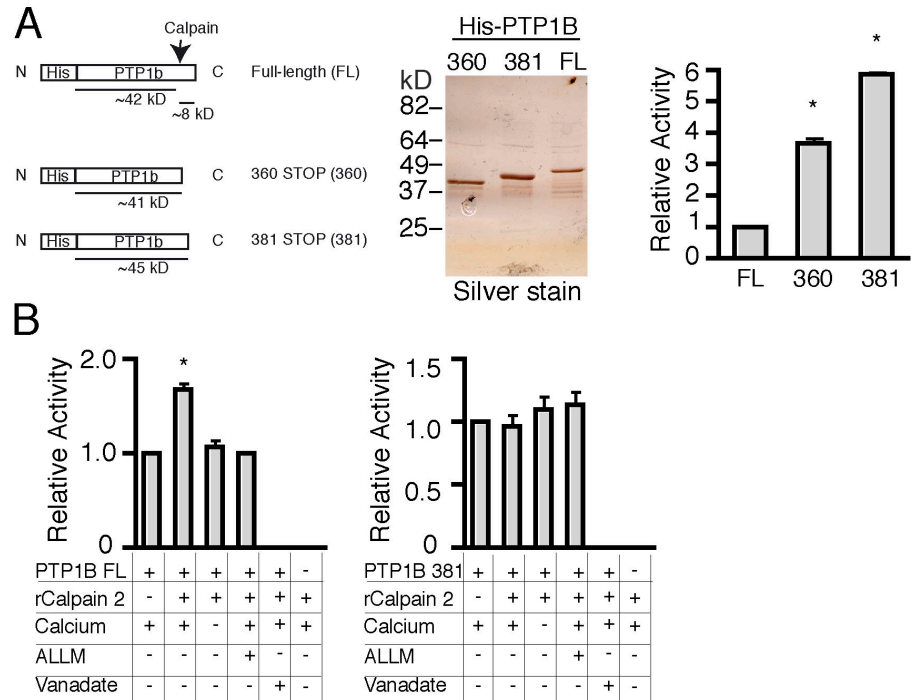 A
Calpain
N His PTP1b C Full-length (FL)
~42 kD
~8 kD
N His PTP1b C 360 STOP (360)
~41 kD
N His PTP1b C 381 STOP (381)
~45 kD
His-PTP1B
360 381 FL
kD
82
64
49
37
25
Silver stain
Relative Activity
6
5
4
3
2
1
0
*
*
FL 360 381
B
Relative Activity
2.0
1.0
0
*
PTP1B FL + + + + + -
rCalpain 2 - + + + + +
Calcium + + - + + +
ALLM - - - + - -
Vanadate - - - - + -
Relative Activity
1.5
1.0
0.5
0
PTP1B 381 + + + + + -
rCalpain 2 - + + + + +
Calcium + + - + + +
ALLM - - - + - -
Vanadate - - - - + -